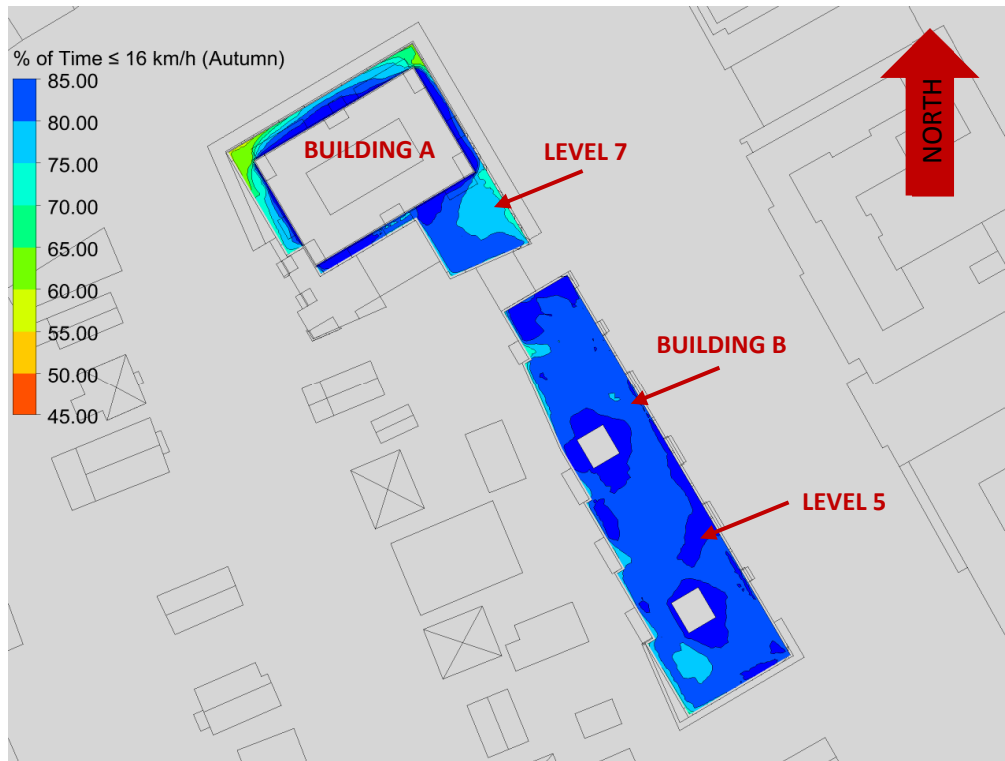 % of Time ≤ 16 km/h (Autumn)
85.00
80.00
75.00
70.00
65.00
60.00
55.00
50.00
45.00
BUILDING A
LEVEL 7
NORTH
BUILDING B
LEVEL 5